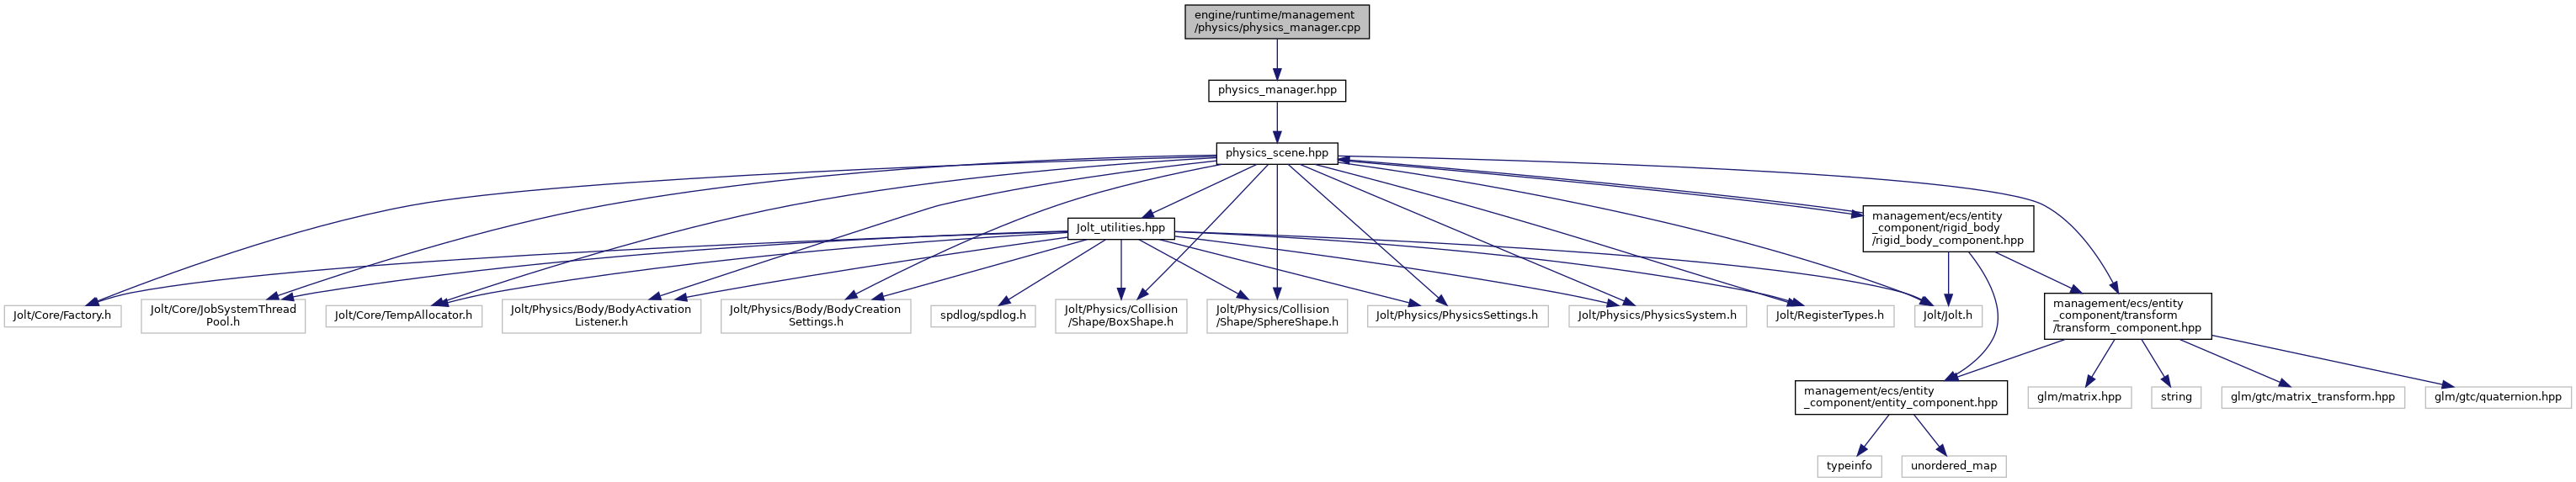 engine/runtime/management
/physics/physics_manager.cpp
physics_manager.hpp
physics_scene.hpp
Jolt_utilities.hpp
management/ecs/entity
_component/rigid_body
/rigid_body_component.hpp
Jolt/Core/Factory.h
Jolt/Core/JobSystemThread
Pool.h
Jolt/Core/TempAllocator.h
Jolt/Physics/Body/BodyActivation
Listener.h
Jolt/Physics/Body/BodyCreation
Settings.h
spdlog/spdlog.h
Jolt/Physics/Collision
/Shape/BoxShape.h
Jolt/Physics/Collision
/Shape/SphereShape.h
Jolt/Physics/PhysicsSettings.h
Jolt/Physics/PhysicsSystem.h
Jolt/RegisterTypes.h
Jolt/Jolt.h
management/ecs/entity
_component/transform
/transform_component.hpp
management/ecs/entity
_component/entity_component.hpp
glm/matrix.hpp
string
glm/gtc/matrix_transform.hpp
glm/gtc/quaternion.hpp
typeinfo
unordered_map